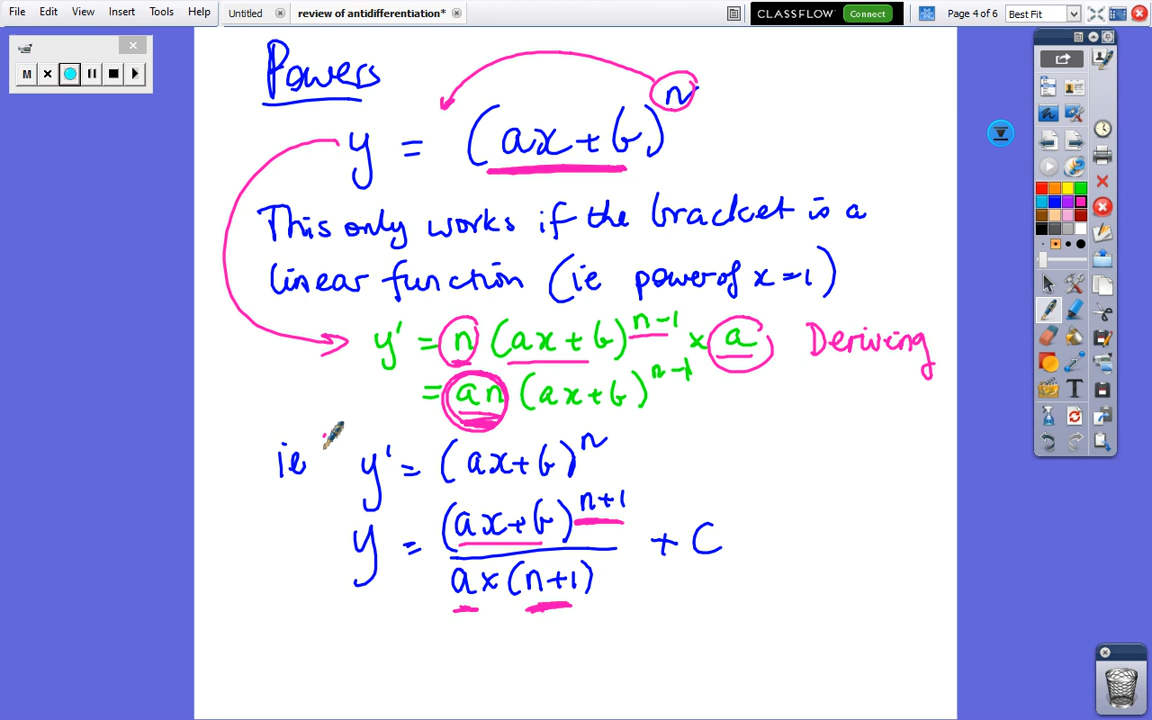 File Edit View Insert Tools Help
Untitled
review of antidifferentiation*
CLASSFLOW Connect
Page 4 of 6
Best Fit
M
Powers
y = (ax+b)ⁿ
This only works if the bracket is a
linear function (ie power of x = 1)
y' = n (ax+b)ⁿ⁻¹ × a Deriving
= an (ax+b)ⁿ⁻¹
ie y' = (ax+b)ⁿ
y = (ax+b)ⁿ⁺¹ + C
a×(n+1)
T